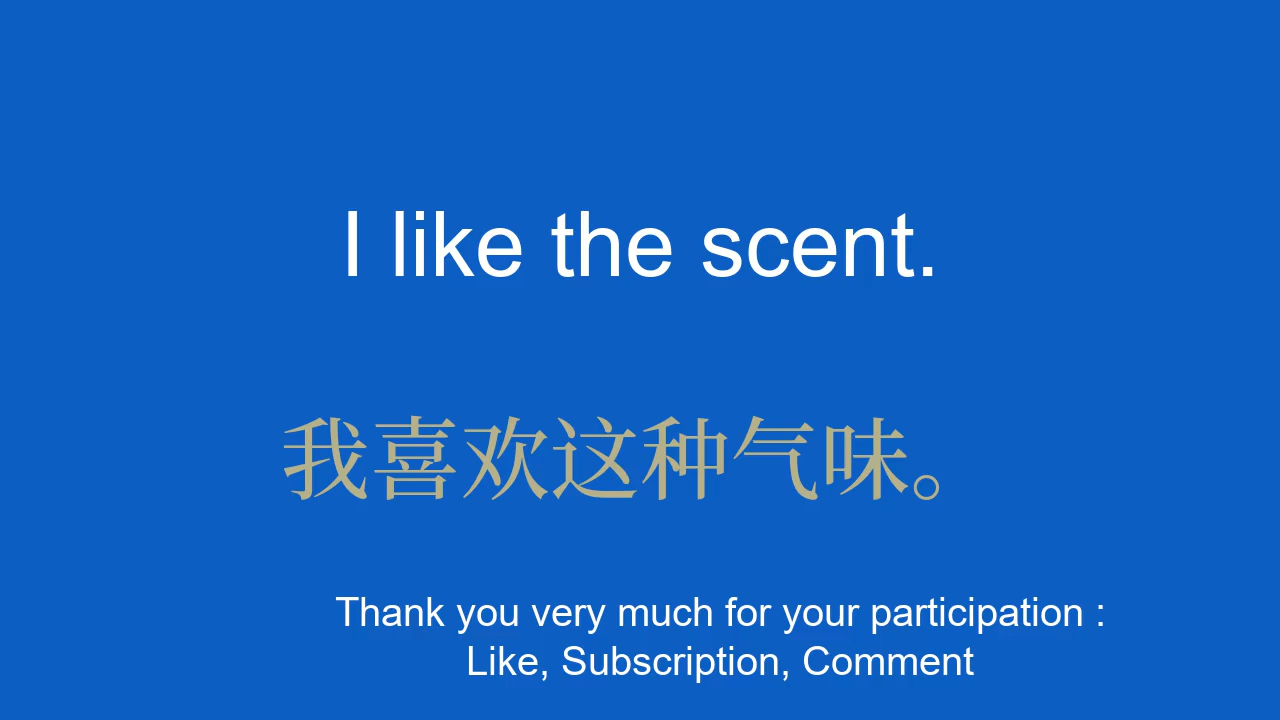 I like the scent.
我喜欢这种气味。
Thank you very much for your participation :
Like, Subscription, Comment